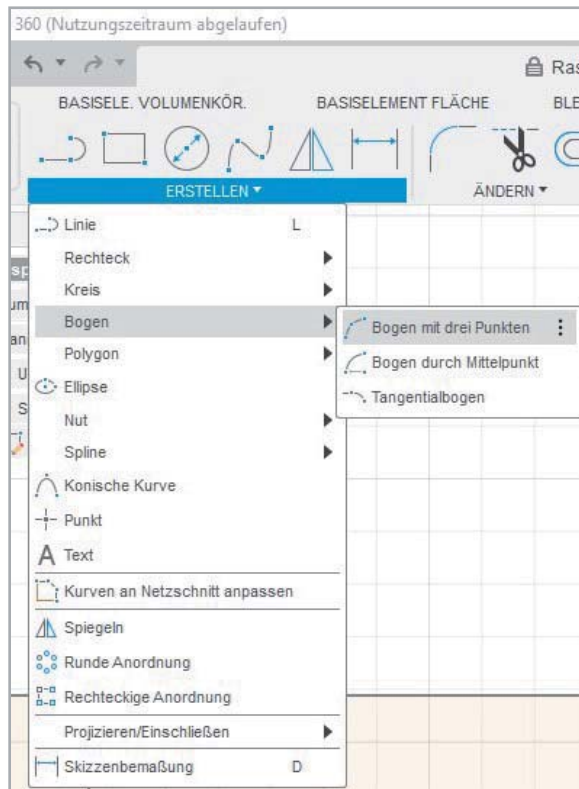 360 (Nutzungszeitraum abgelaufen)
Ras
BASISELE. VOLUMENKÖR. BASISELEMENT FLÄCHE BLE
ERSTELLEN ÄNDERN
Linie L
Rechteck
Kreis
Bogen
Bogen mit drei Punkten
Polygon
Bogen durch Mittelpunkt
Ellipse
Tangentialbogen
Nut
Spline
Konische Kurve
Punkt
A Text
Kurven an Netzschnitt anpassen
Spiegeln
Runde Anordnung
Rechteckige Anordnung
Projizieren/Einschließen
Skizzenbemaßung D